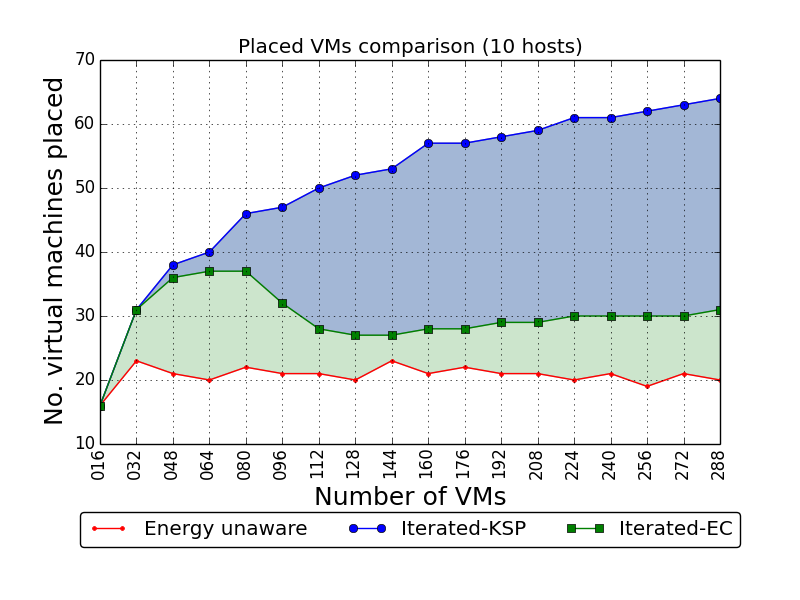 Placed VMs comparison (10 hosts)
No. virtual machines placed
70
60
50
40
30
20
10
016 032 048 064 080 096 112 128 144 160 176 192 208 224 240 256 272 288
Number of VMs
Energy unaware Iterated-KSP Iterated-EC